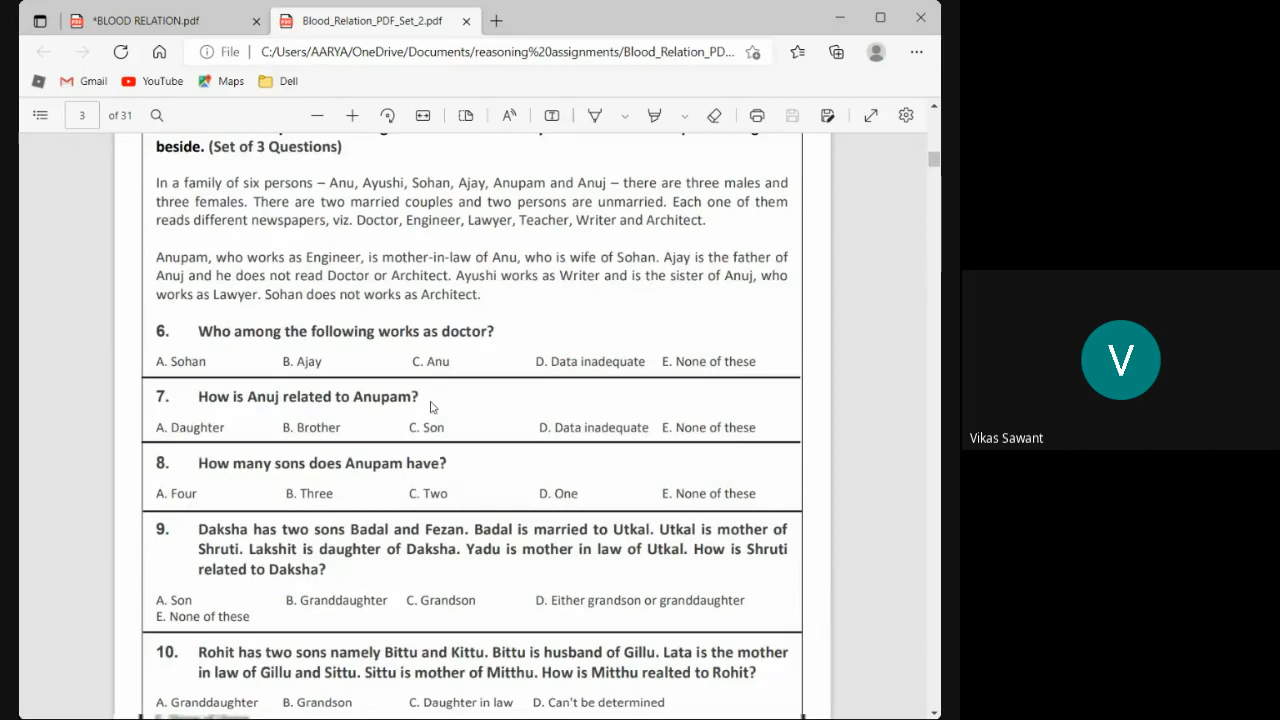 *BLOOD RELATION.pdf
Blood_Relation_PDF_Set_2.pdf
File
C:/Users/AARYA/OneDrive/Documents/reasoning%20assignments/Blood_Relation_PD...
Gmail
YouTube
Maps
Dell
3
of 31
beside. (Set of 3 Questions)
In a family of six persons – Anu, Ayushi, Sohan, Ajay, Anupam and Anuj – there are three males and
three females. There are two married couples and two persons are unmarried. Each one of them
reads different newspapers, viz. Doctor, Engineer, Lawyer, Teacher, Writer and Architect.
Anupam, who works as Engineer, is mother-in-law of Anu, who is wife of Sohan. Ajay is the father of
Anuj and he does not read Doctor or Architect. Ayushi works as Writer and is the sister of Anuj, who
works as Lawyer. Sohan does not works as Architect.
6. Who among the following works as doctor?
A. Sohan B. Ajay C. Anu D. Data inadequate E. None of these
7. How is Anuj related to Anupam?
A. Daughter B. Brother C. Son D. Data inadequate E. None of these
8. How many sons does Anupam have?
A. Four B. Three C. Two D. One E. None of these
9. Daksha has two sons Badal and Fezan. Badal is married to Utkal. Utkal is mother of
Shruti. Lakshit is daughter of Daksha. Yadu is mother in law of Utkal. How is Shruti
related to Daksha?
A. Son B. Granddaughter C. Grandson D. Either grandson or granddaughter
E. None of these
10. Rohit has two sons namely Bittu and Kittu. Bittu is husband of Gillu. Lata is the mother
in law of Gillu and Sittu. Sittu is mother of Mitthu. How is Mitthu realted to Rohit?
A. Granddaughter B. Grandson C. Daughter in law D. Can't be determined
V
Vikas Sawant